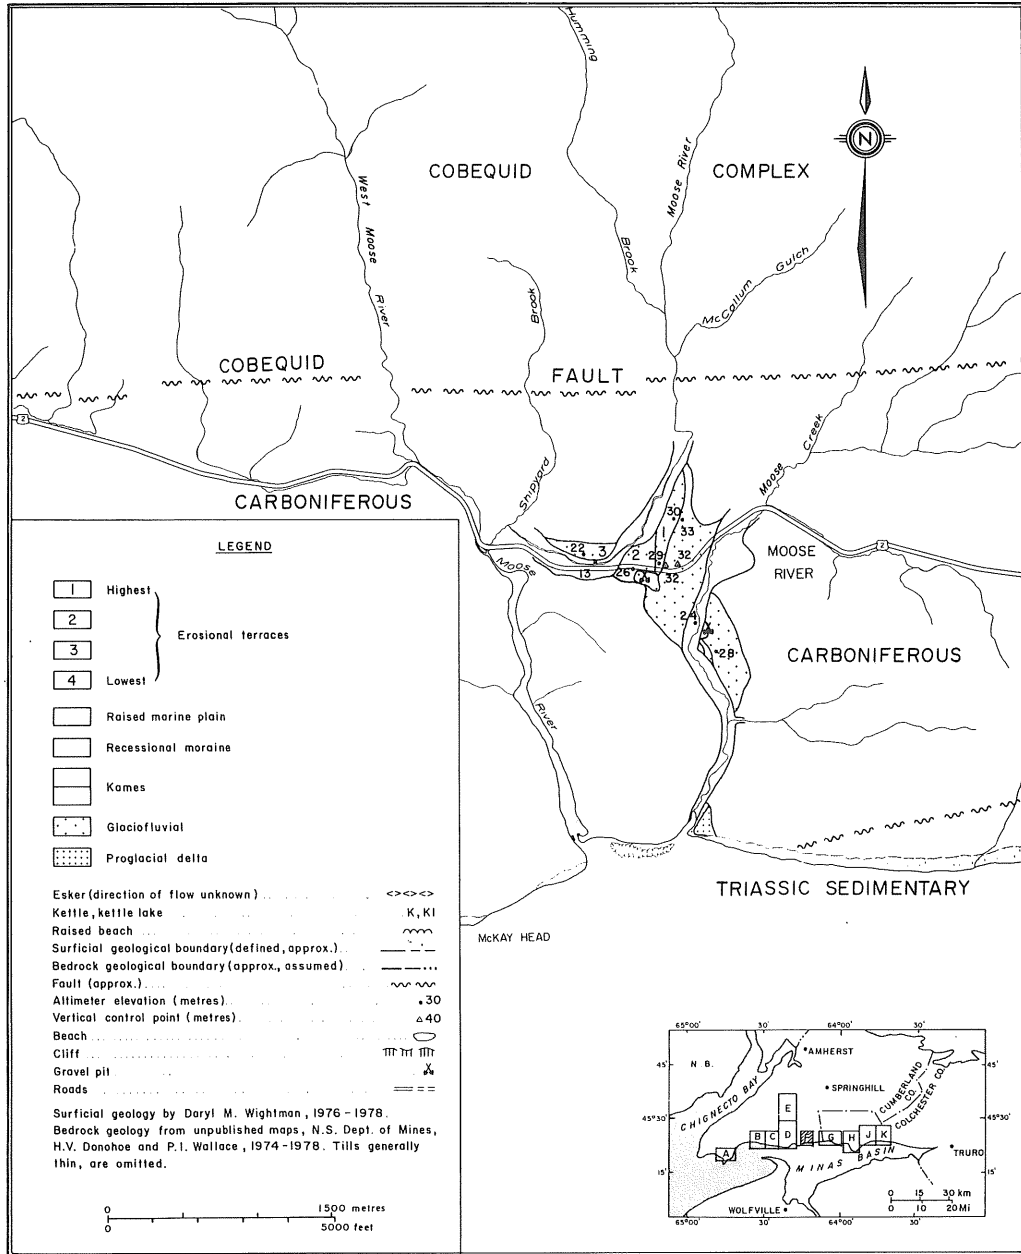 Humming
Brook
Moose River
N
COBEQUID
COMPLEX
West Moose River
McCallum Gulch
Brook
COBEQUID
FAULT
2
Moose Creek
Shipyard
CARBONIFEROUS
30
1
33
22
3
2
29
32
2
MOOSE
RIVER
Moose
13
26
32
24
CARBONIFEROUS
28
River
TRIASSIC SEDIMENTARY
McKAY HEAD
LEGEND
1 Highest
2
3
4 Lowest
Erosional terraces
Raised marine plain
Recessional moraine
Kames
Glaciofluvial
Proglacial delta
Esker (direction of flow unknown) <><><>
Kettle, kettle lake K, Kl
Raised beach
Surficial geological boundary (defined, approx.)
Bedrock geological boundary (approx., assumed)
Fault (approx.)
Altimeter elevation (metres) .30
Vertical control point (metres) △40
Beach
Cliff
Gravel pit
Roads
Surficial geology by Daryl M. Wightman, 1976-1978.
Bedrock geology from unpublished maps, N.S. Dept. of Mines,
H.V. Donohoe and P.I. Wallace, 1974-1978. Tills generally
thin, are omitted.
0 1500 metres
0 5000 feet
65°00' 30' 64°00'
45' 45'
N B.
AMHERST
CHIGNECTO BAY
SPRINGHILL
CUMBERLAND CO.
COLCHESTER CO.
45°30' 45°30'
E
B C D G H J K
A
MINAS BASIN
TRURO
15' 15'
WOLFVILLE
0 15 30 km
0 10 20 Mi
65°00' 30' 64°00'